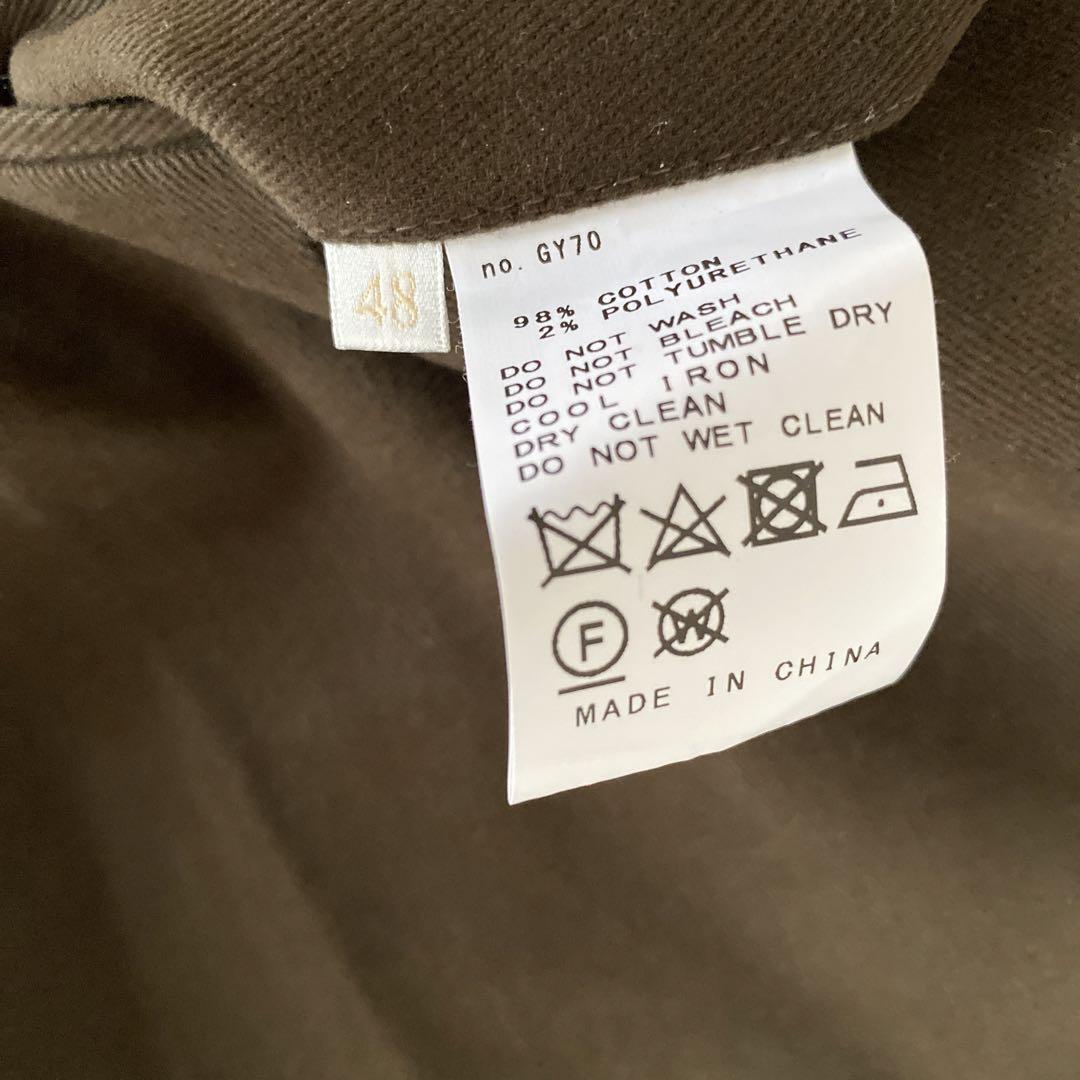 48
no. GY70
98% COTTON
2% POLYURETHANE
DO NOT WASH
DO NOT BLEACH
DO NOT TUMBLE DRY
COOL IRON
DRY CLEAN
DO NOT WET CLEAN
F W
MADE IN CHINA